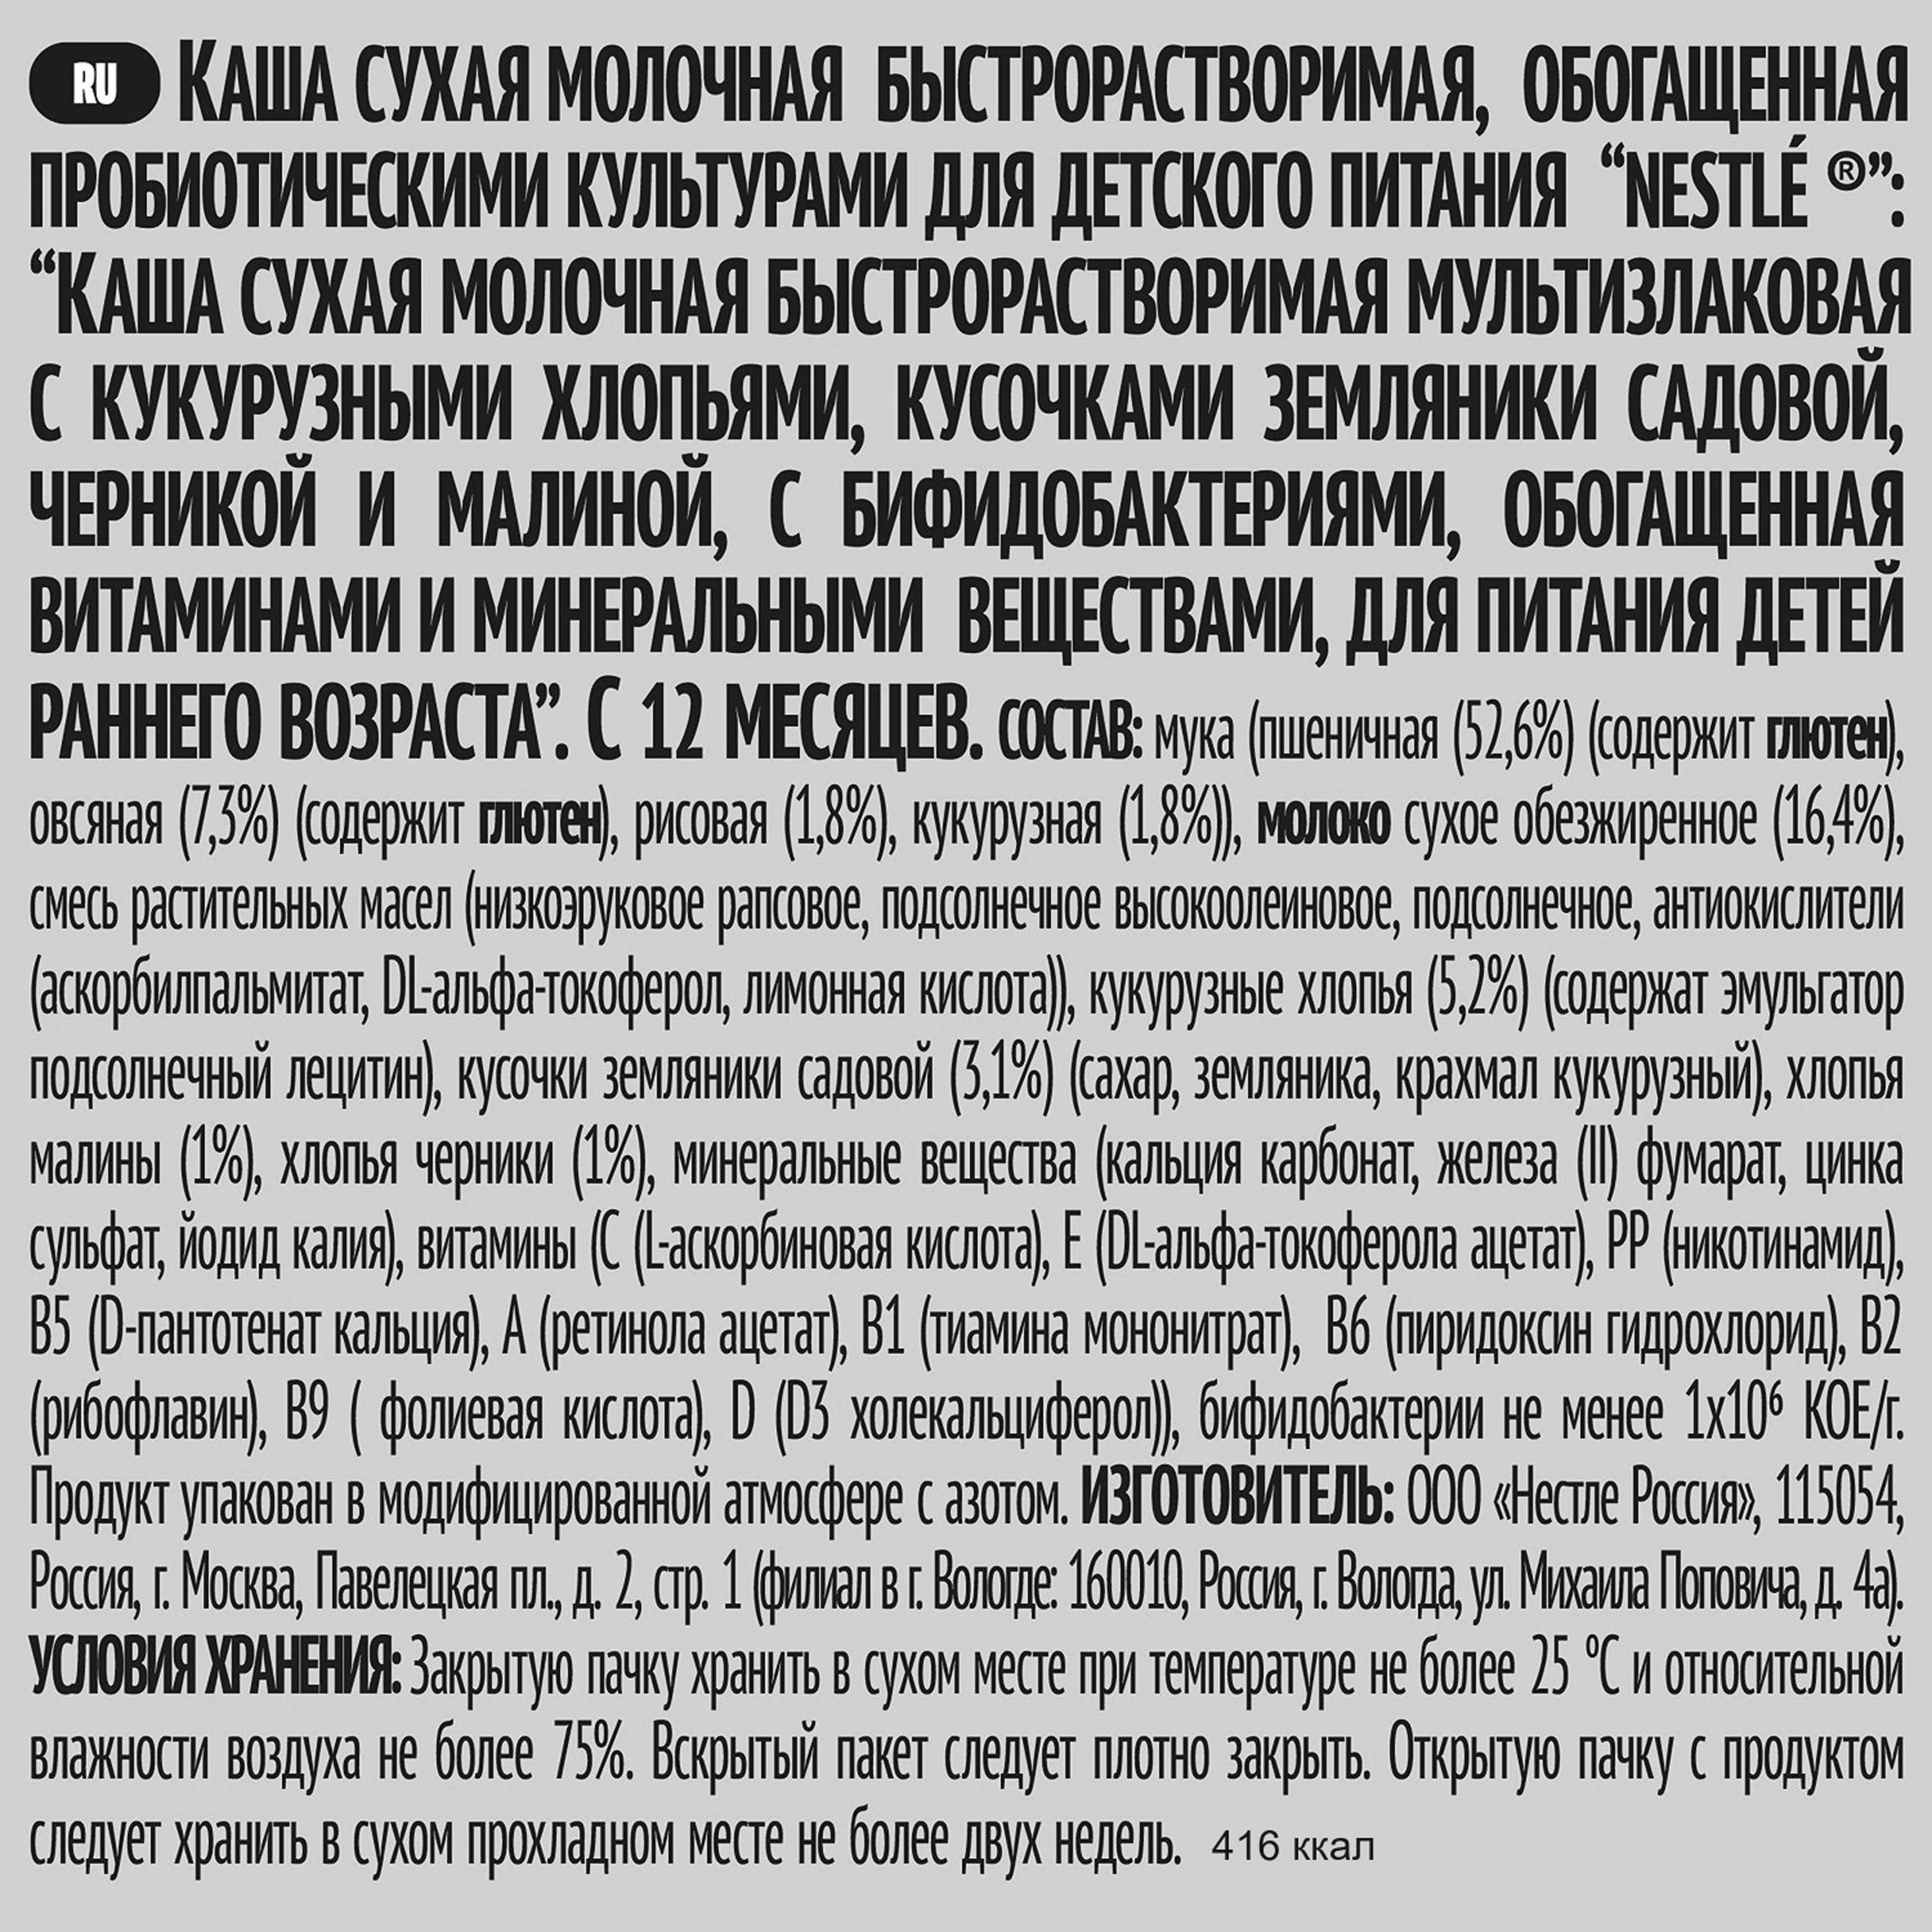 RU КАША СУХАЯ МОЛОЧНАЯ БЫСТРОРАСТВОРИМАЯ, ОБОГАЩЕННАЯ
ПРОБИОТИЧЕСКИМИ КУЛЬТУРАМИ ДЛЯ ДЕТСКОГО ПИТАНИЯ “NESTLÉ ®”:
“КАША СУХАЯ МОЛОЧНАЯ БЫСТРОРАСТВОРИМАЯ МУЛЬТИЗЛАКОВАЯ
С КУКУРУЗНЫМИ ХЛОПЬЯМИ, КУСОЧКАМИ ЗЕМЛЯНИКИ САДОВОЙ,
ЧЕРНИКОЙ И МАЛИНОЙ, С БИФИДОБАКТЕРИЯМИ, ОБОГАЩЕННАЯ
ВИТАМИНАМИ И МИНЕРАЛЬНЫМИ ВЕЩЕСТВАМИ, ДЛЯ ПИТАНИЯ ДЕТЕЙ
РАННЕГО ВОЗРАСТА”. С 12 МЕСЯЦЕВ. СОСТАВ: мука (пшеничная (52,6%) (содержит глютен),
овсяная (7,3%) (содержит глютен), рисовая (1,8%), кукурузная (1,8%)), молоко сухое обезжиренное (16,4%),
смесь растительных масел (низкоэруковое рапсовое, подсолнечное высокоолеиновое, подсолнечное, антиокислители
(аскорбилпальмитат, DL-альфа-токоферол, лимонная кислота)), кукурузные хлопья (5,2%) (содержат эмульгатор
подсолнечный лецитин), кусочки земляники садовой (3,1%) (сахар, земляника, крахмал кукурузный), хлопья
малины (1%), хлопья черники (1%), минеральные вещества (кальция карбонат, железа (II) фумарат, цинка
сульфат, йодид калия), витамины (С (L-аскорбиновая кислота), Е (DL-альфа-токоферола ацетат), РР (никотинамид),
В5 (D-пантотенат кальция), А (ретинола ацетат), В1 (тиамина мононитрат), В6 (пиридоксин гидрохлорид), В2
(рибофлавин), В9 ( фолиевая кислота), D (D3 холекальциферол)), бифидобактерии не менее 1х10⁶ КОЕ/г.
Продукт упакован в модифицированной атмосфере с азотом. ИЗГОТОВИТЕЛЬ: ООО «Нестле Россия», 115054,
Россия, г. Москва, Павелецкая пл., д. 2, стр. 1 (филиал в г. Вологде: 160010, Россия, г. Вологда, ул. Михаила Поповича, д. 4а).
УСЛОВИЯ ХРАНЕНИЯ: Закрытую пачку хранить в сухом месте при температуре не более 25 °С и относительной
влажности воздуха не более 75%. Вскрытый пакет следует плотно закрыть. Открытую пачку с продуктом
следует хранить в сухом прохладном месте не более двух недель. 416 ккал